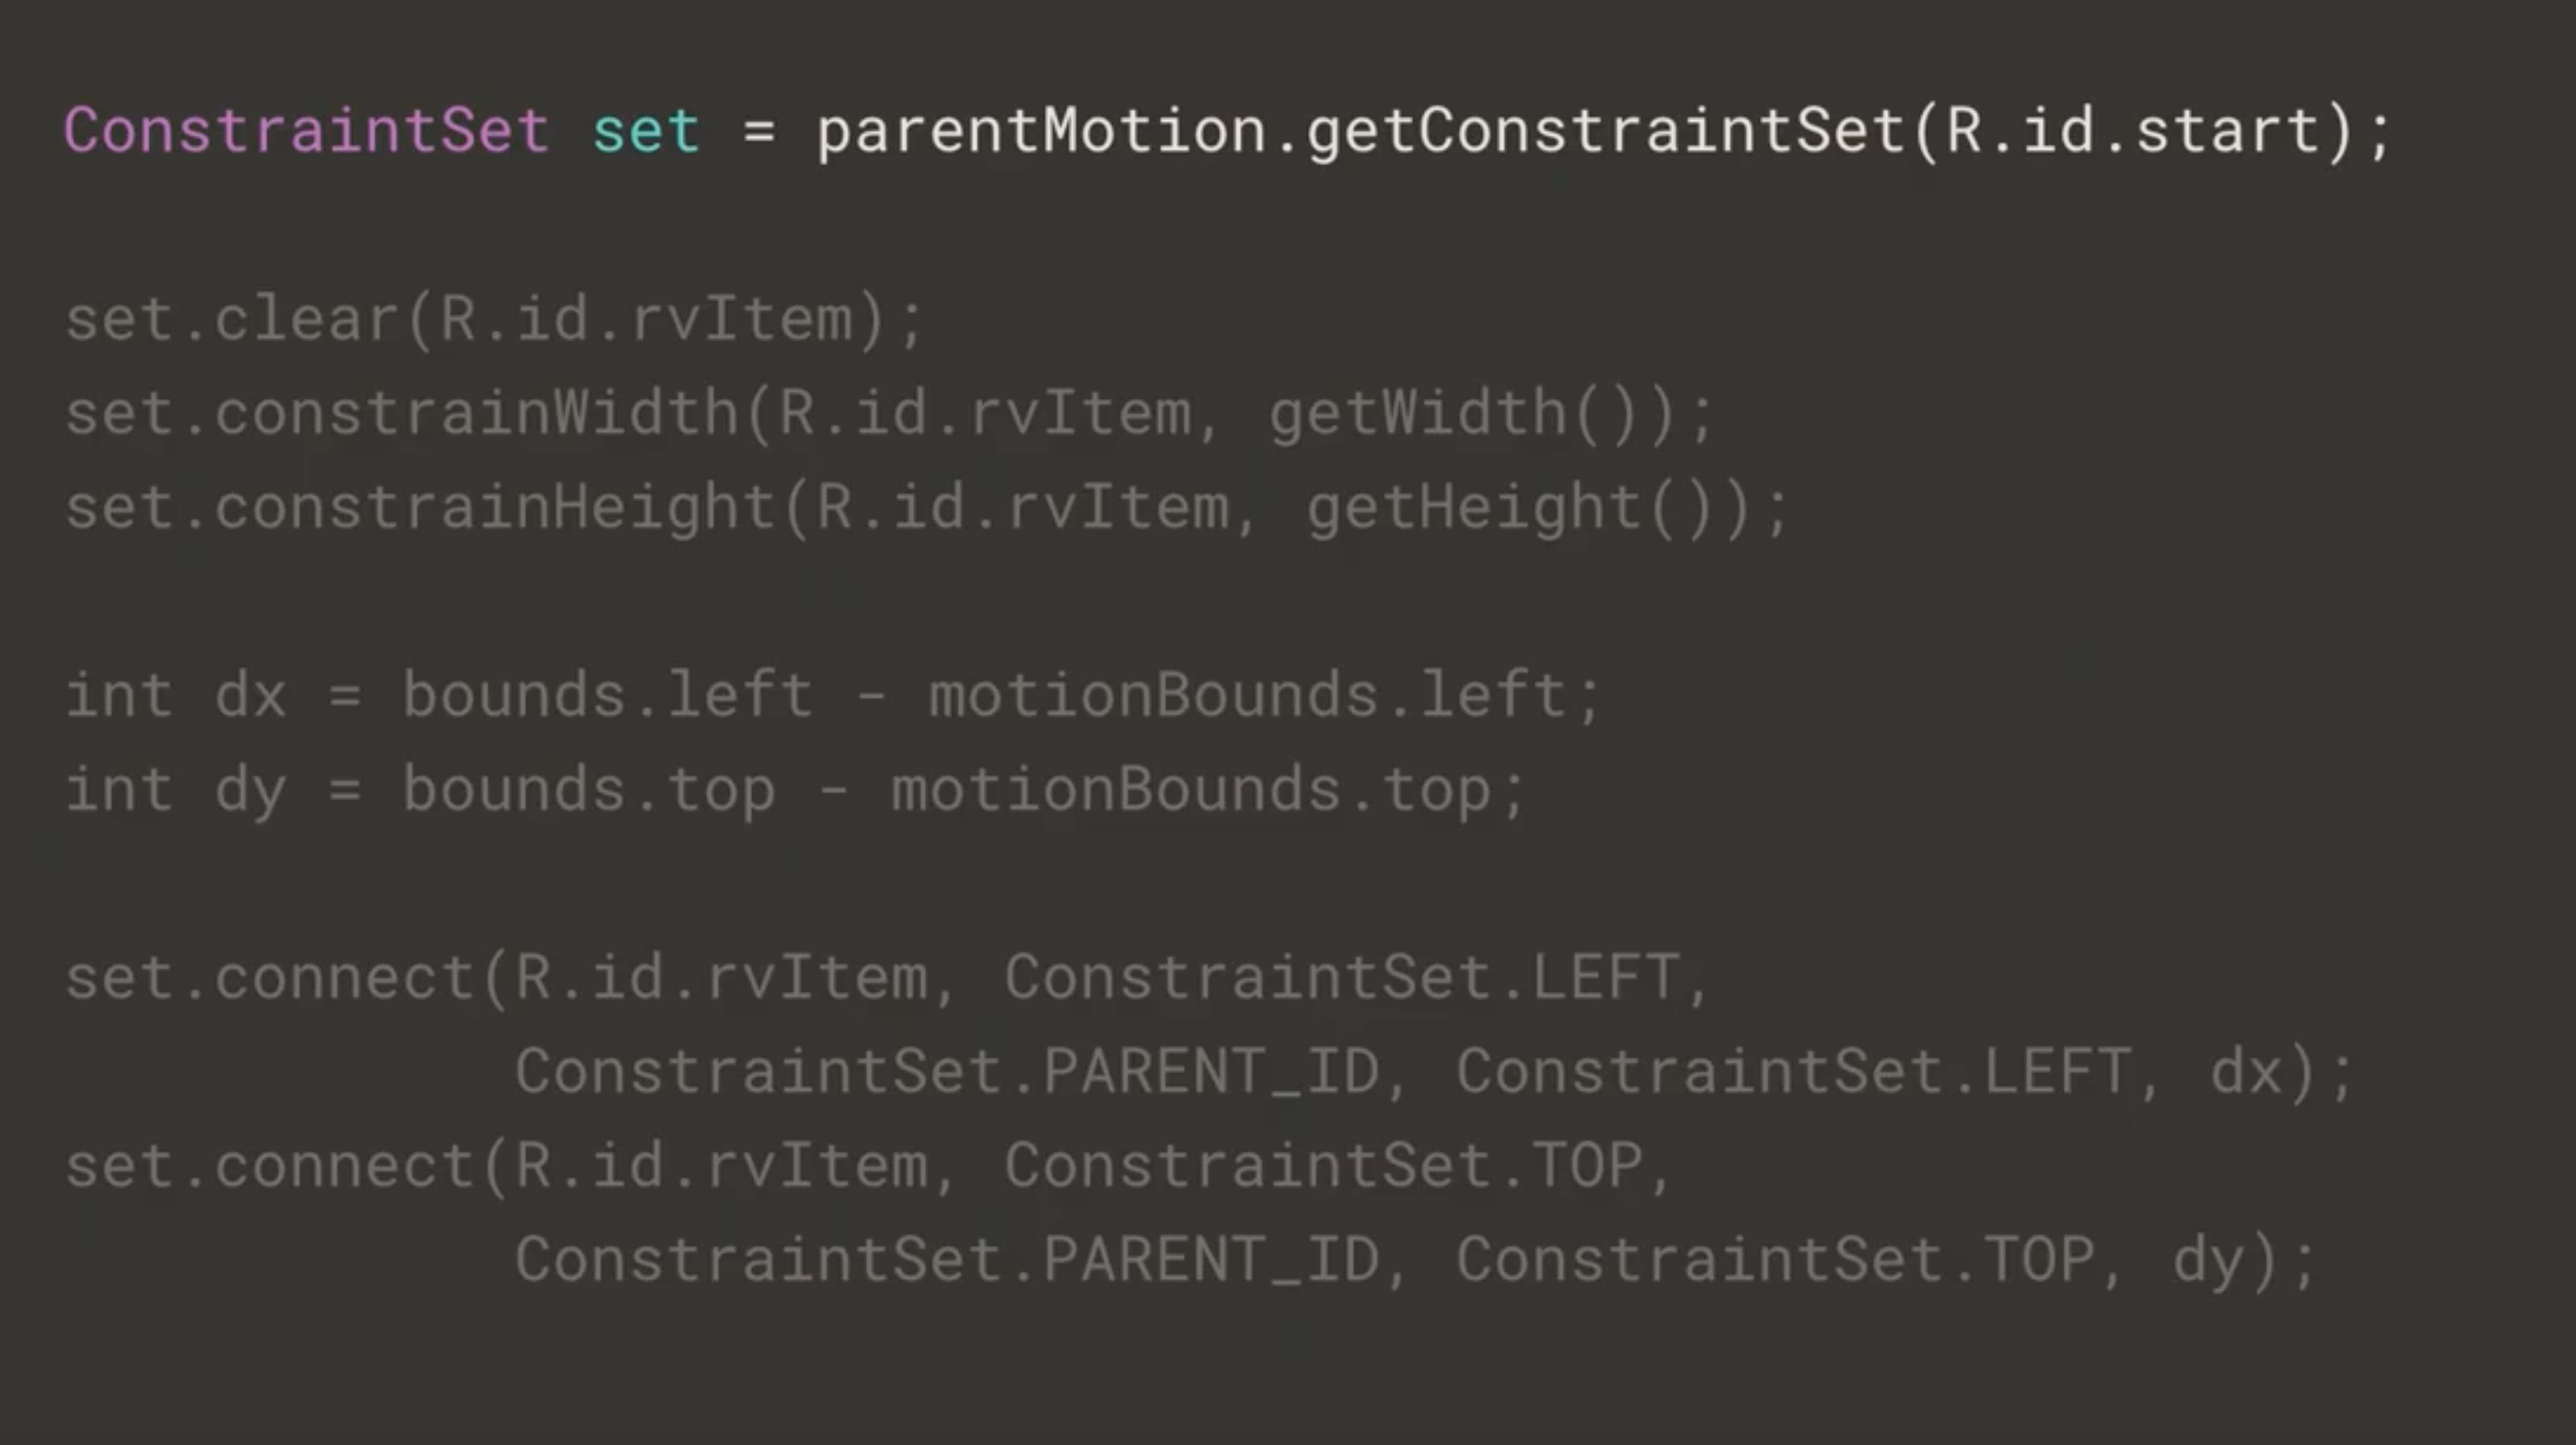 ConstraintSet set = parentMotion.getConstraintSet(R.id.start);
set.clear(R.id.rvItem);
set.constrainWidth(R.id.rvItem, getWidth());
set.constrainHeight(R.id.rvItem, getHeight());
int dx = bounds.left - motionBounds.left;
int dy = bounds.top - motionBounds.top;
set.connect(R.id.rvItem, ConstraintSet.LEFT,
ConstraintSet.PARENT_ID, ConstraintSet.LEFT, dx);
set.connect(R.id.rvItem, ConstraintSet.TOP,
ConstraintSet.PARENT_ID, ConstraintSet.TOP, dy);